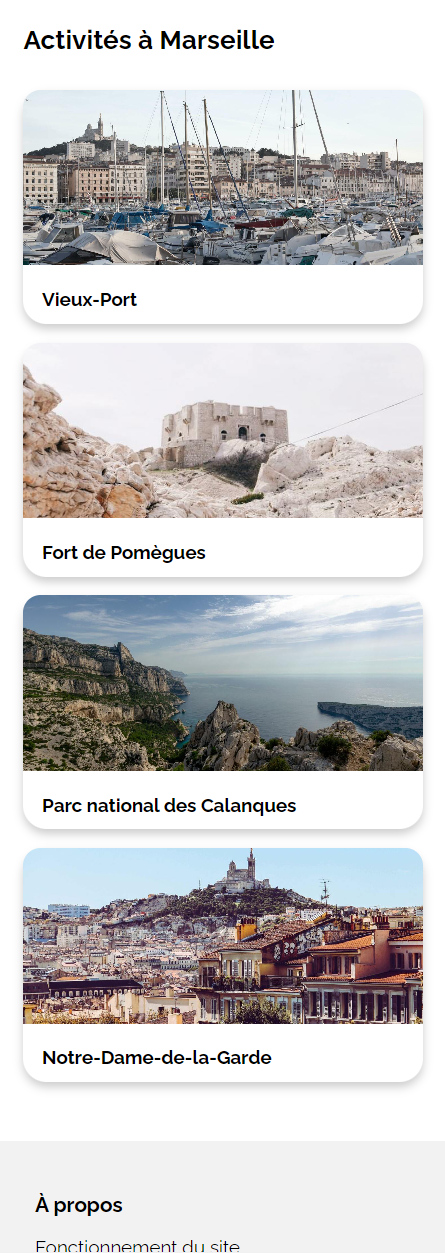 Activités à Marseille
Vieux-Port
Fort de Pomègues
Parc national des Calanques
Notre-Dame-de-la-Garde
À propos
Fonctionnement du site